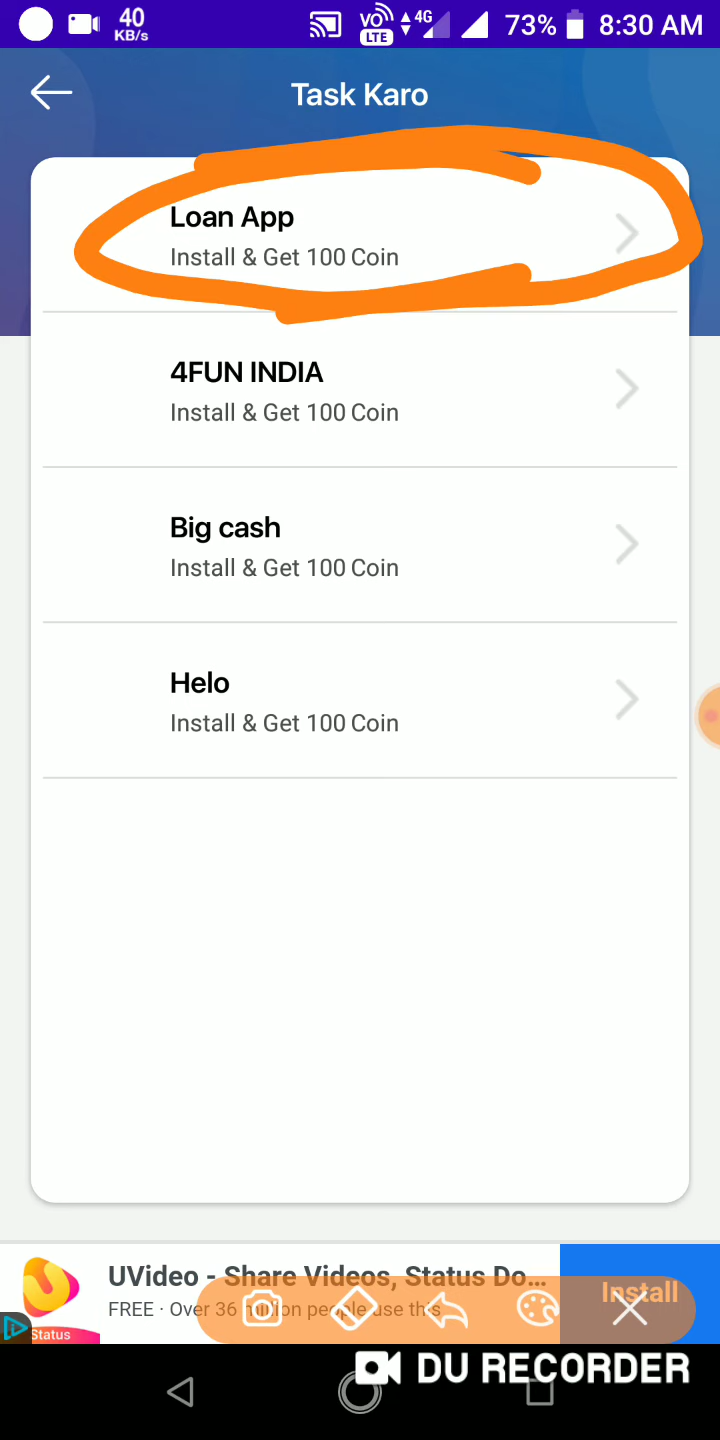 40
KB/s
VO
LTE
4G
73%
8:30 AM
Task Karo
Loan App
Install & Get 100 Coin
4FUN INDIA
Install & Get 100 Coin
Big cash
Install & Get 100 Coin
Helo
Install & Get 100 Coin
UVideo - Share Videos, Status Do...
FREE · Over 36 million people use this
Install
Status
DU RECORDER